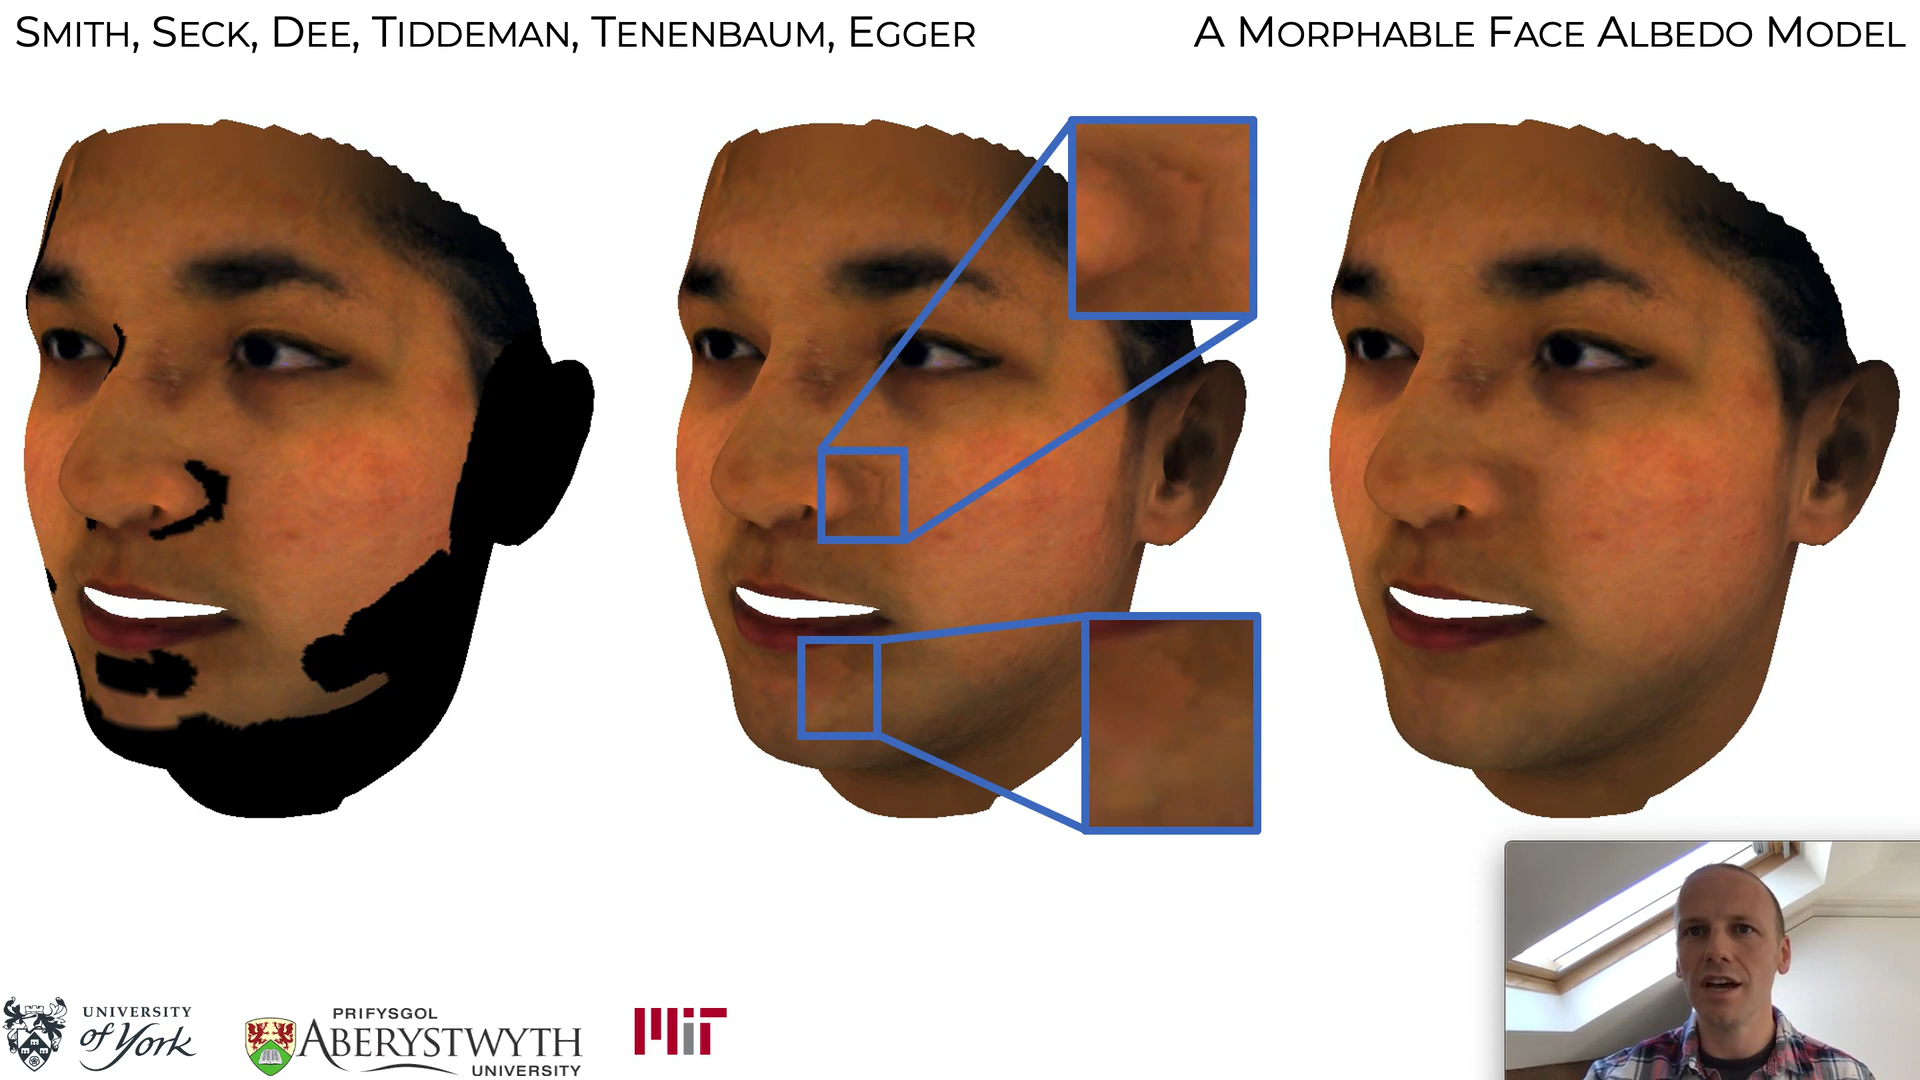 SMITH, SECK, DEE, TIDDEMAN, TENENBAUM, EGGER
A MORPHABLE FACE ALBEDO MODEL
UNIVERSITY
of York
PRIFYSGOL
ABERYSTWYTH
UNIVERSITY
MIT